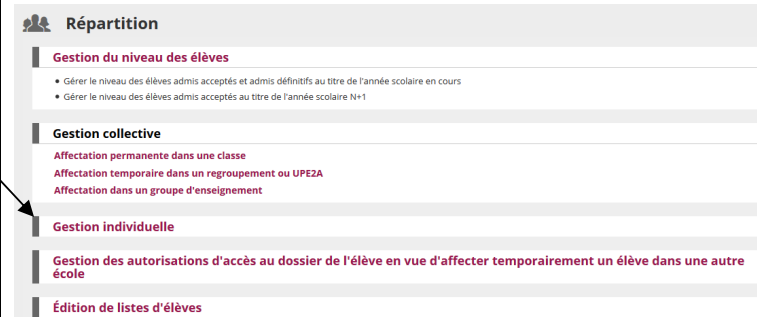 Répartition
Gestion du niveau des élèves
• Gérer le niveau des élèves admis acceptés et admis définitifs au titre de l'année scolaire en cours
• Gérer le niveau des élèves admis acceptés au titre de l'année scolaire N+1
Gestion collective
Affectation permanente dans une classe
Affectation temporaire dans un regroupement ou UPE2A
Affectation dans un groupe d'enseignement
Gestion individuelle
Gestion des autorisations d'accès au dossier de l'élève en vue d'affecter temporairement un élève dans une autre
école
Édition de listes d'élèves